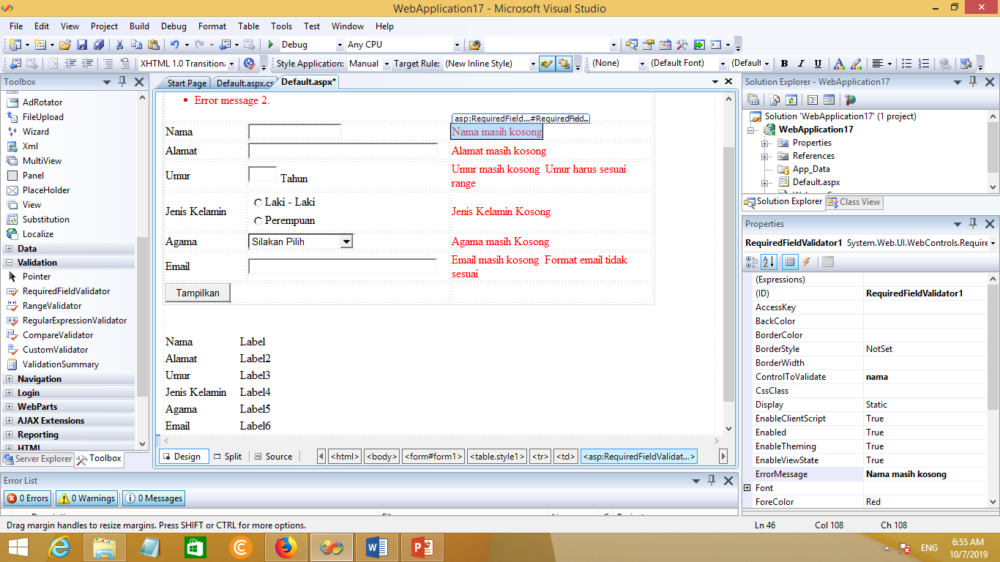 WebApplication17 - Microsoft Visual Studio
File Edit View Project Build Debug Format Table Tools Test Window Help
Debug Any CPU
XHTML 1.0 Transition Style Application: Manual Target Rule: (New Inline Style) (None) (Default Font) (Default B I U A
Toolbox
AdRotator
FileUpload
Wizard
Xml
MultiView
Panel
PlaceHolder
View
Substitution
Localize
Data
Validation
Pointer
RequiredFieldValidator
RangeValidator
RegularExpressionValidator
CompareValidator
CustomValidator
ValidationSummary
Navigation
Login
WebParts
AJAX Extensions
Reporting
HTML
Server Explorer Toolbox
Start Page Default.aspx.cs Default.aspx*
• Error message 2.
asp:RequiredField...#RequiredField...
Nama Nama masih kosong
Alamat Alamat masih kosong
Umur Tahun Umur masih kosong Umur harus sesuai
range
Laki - Laki
Jenis Kelamin Jenis Kelamin Kosong
Perempuan
Agama Silakan Pilih Agama masih Kosong
Email Email masih kosong Format email tidak
sesuai
Tampilkan
Nama Label
Alamat Label2
Umur Label3
Jenis Kelamin Label4
Agama Label5
Email Label6
Design Split Source <html> <body> <form#form1> <table.style1> <tr> <td> <asp:RequiredFieldValidat...>
Solution Explorer - WebApplication17
Solution 'WebApplication17' (1 project)
WebApplication17
Properties
References
App_Data
Default.aspx
Solution Explorer Class View
Properties
RequiredFieldValidator1 System.Web.UI.WebControls.Require
(Expressions)
(ID) RequiredFieldValidator1
AccessKey
BackColor
BorderColor
BorderStyle NotSet
BorderWidth
ControlToValidate nama
CssClass
Display Static
EnableClientScript True
Enabled True
EnableTheming True
EnableViewState True
ErrorMessage Nama masih kosong
Font
ForeColor Red
Error List
0 Errors 0 Warnings 0 Messages
Drag margin handles to resize margins. Press SHIFT or CTRL for more options. Ln 46 Col 108 Ch 108
ENG 6:55 AM
10/7/2019